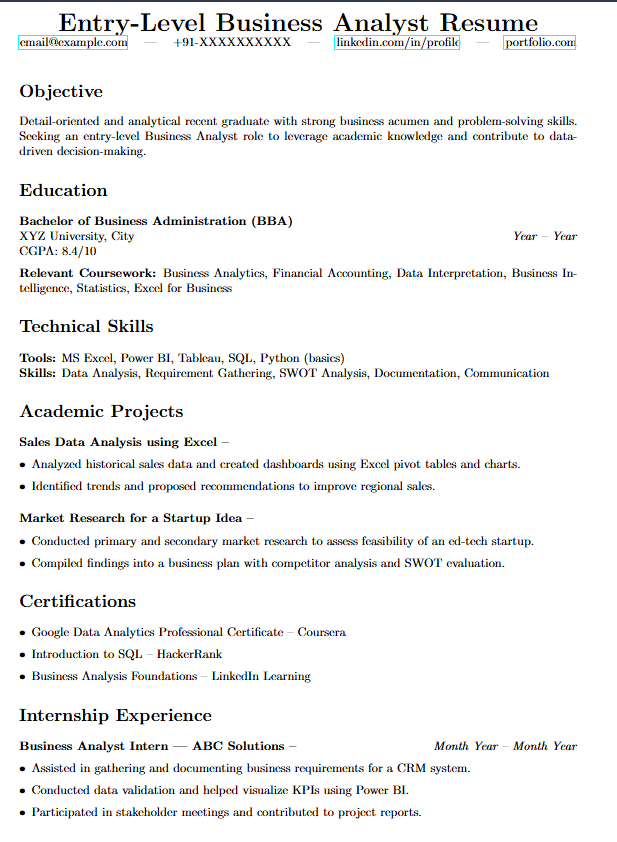 Entry-Level Business Analyst Resume
email@example.com — +91-XXXXXXXXXX — linkedin.com/in/profile — portfolio.com
Objective
Detail-oriented and analytical recent graduate with strong business acumen and problem-solving skills.
Seeking an entry-level Business Analyst role to leverage academic knowledge and contribute to data-
driven decision-making.
Education
Bachelor of Business Administration (BBA)
XYZ University, City Year – Year
CGPA: 8.4/10
Relevant Coursework: Business Analytics, Financial Accounting, Data Interpretation, Business In-
telligence, Statistics, Excel for Business
Technical Skills
Tools: MS Excel, Power BI, Tableau, SQL, Python (basics)
Skills: Data Analysis, Requirement Gathering, SWOT Analysis, Documentation, Communication
Academic Projects
Sales Data Analysis using Excel –
• Analyzed historical sales data and created dashboards using Excel pivot tables and charts.
• Identified trends and proposed recommendations to improve regional sales.
Market Research for a Startup Idea –
• Conducted primary and secondary market research to assess feasibility of an ed-tech startup.
• Compiled findings into a business plan with competitor analysis and SWOT evaluation.
Certifications
• Google Data Analytics Professional Certificate – Coursera
• Introduction to SQL – HackerRank
• Business Analysis Foundations – LinkedIn Learning
Internship Experience
Business Analyst Intern — ABC Solutions – Month Year – Month Year
• Assisted in gathering and documenting business requirements for a CRM system.
• Conducted data validation and helped visualize KPIs using Power BI.
• Participated in stakeholder meetings and contributed to project reports.